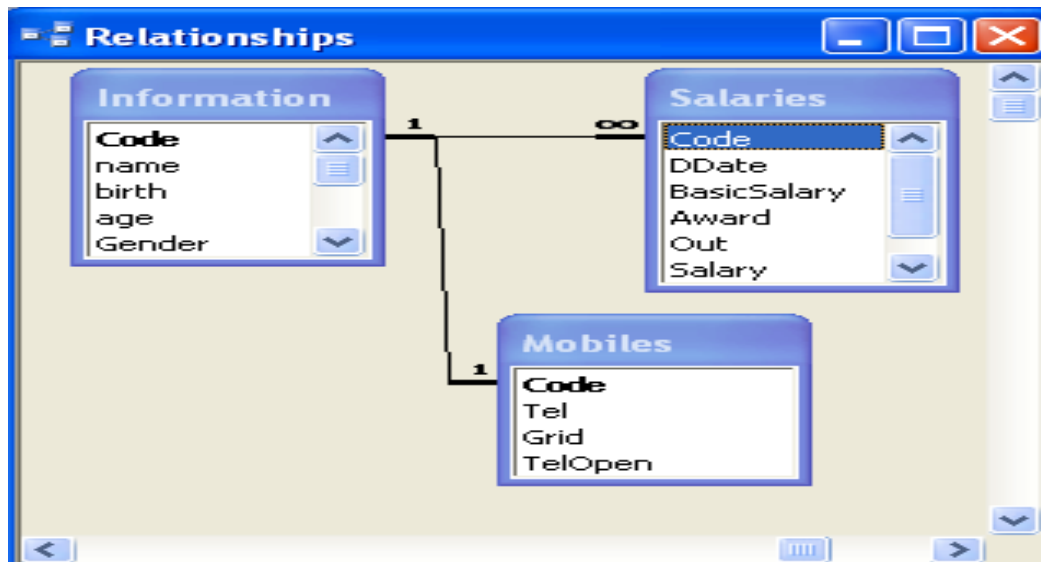 Relationships
Information
Code
name
birth
age
Gender
1
∞
Salaries
Code
DDate
BasicSalary
Award
Out
Salary
1
Mobiles
Code
Tel
Grid
TelOpen